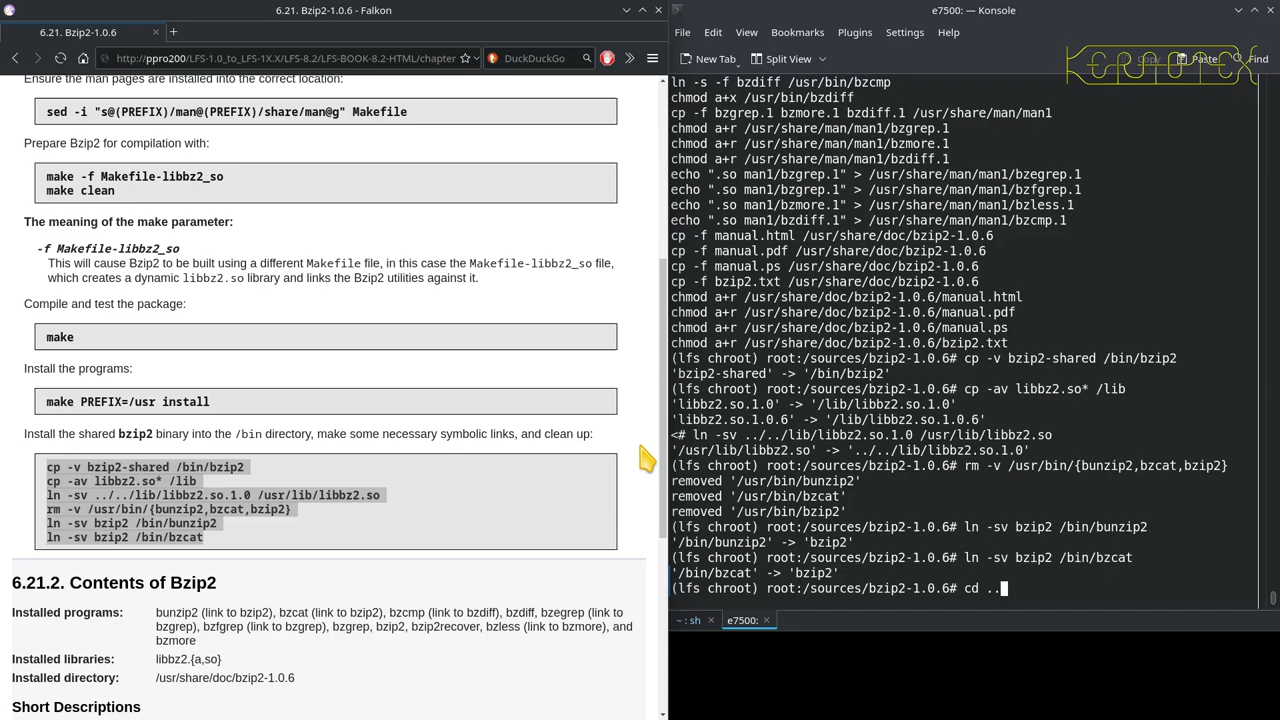 6.21. Bzip2-1.0.6 - Falkon
e7500: — Konsole
6.21. Bzip2-1.0.6
http://ppro200/LFS-1.0_to_LFS-1X.X/LFS-8.2/LFS-BOOK-8.2-HTML/chapter
DuckDuckGo
File Edit View Bookmarks Plugins Settings Help
New Tab Split View Copy Paste Find
KEROTEX
Ensure the man pages are installed into the correct location:
sed -i "s@(PREFIX)/man@(PREFIX)/share/man@g" Makefile
Prepare Bzip2 for compilation with:
make -f Makefile-libbz2_so
make clean
The meaning of the make parameter:
-f Makefile-libbz2_so
This will cause Bzip2 to be built using a different Makefile file, in this case the Makefile-libbz2_so file,
which creates a dynamic libbz2.so library and links the Bzip2 utilities against it.
Compile and test the package:
make
Install the programs:
make PREFIX=/usr install
Install the shared bzip2 binary into the /bin directory, make some necessary symbolic links, and clean up:
cp -v bzip2-shared /bin/bzip2
cp -av libbz2.so* /lib
ln -sv ../../lib/libbz2.so.1.0 /usr/lib/libbz2.so
rm -v /usr/bin/{bunzip2,bzcat,bzip2}
ln -sv bzip2 /bin/bunzip2
ln -sv bzip2 /bin/bzcat
6.21.2. Contents of Bzip2
Installed programs: bunzip2 (link to bzip2), bzcat (link to bzip2), bzcmp (link to bzdiff), bzdiff, bzegrep (link to
bzgrep), bzfgrep (link to bzgrep), bzgrep, bzip2, bzip2recover, bzless (link to bzmore), and
bzmore
Installed libraries: libbz2.{a,so}
Installed directory: /usr/share/doc/bzip2-1.0.6
Short Descriptions
ln -s -f bzdiff /usr/bin/bzcmp
chmod a+x /usr/bin/bzdiff
cp -f bzgrep.1 bzmore.1 bzdiff.1 /usr/share/man/man1
chmod a+r /usr/share/man/man1/bzgrep.1
chmod a+r /usr/share/man/man1/bzmore.1
chmod a+r /usr/share/man/man1/bzdiff.1
echo ".so man1/bzgrep.1" > /usr/share/man/man1/bzegrep.1
echo ".so man1/bzgrep.1" > /usr/share/man/man1/bzfgrep.1
echo ".so man1/bzmore.1" > /usr/share/man/man1/bzless.1
echo ".so man1/bzdiff.1" > /usr/share/man/man1/bzcmp.1
cp -f manual.html /usr/share/doc/bzip2-1.0.6
cp -f manual.pdf /usr/share/doc/bzip2-1.0.6
cp -f manual.ps /usr/share/doc/bzip2-1.0.6
cp -f bzip2.txt /usr/share/doc/bzip2-1.0.6
chmod a+r /usr/share/doc/bzip2-1.0.6/manual.html
chmod a+r /usr/share/doc/bzip2-1.0.6/manual.pdf
chmod a+r /usr/share/doc/bzip2-1.0.6/manual.ps
chmod a+r /usr/share/doc/bzip2-1.0.6/bzip2.txt
(lfs chroot) root:/sources/bzip2-1.0.6# cp -v bzip2-shared /bin/bzip2
'bzip2-shared' -> '/bin/bzip2'
(lfs chroot) root:/sources/bzip2-1.0.6# cp -av libbz2.so* /lib
'libbz2.so.1.0' -> '/lib/libbz2.so.1.0'
'libbz2.so.1.0.6' -> '/lib/libbz2.so.1.0.6'
<# ln -sv ../../lib/libbz2.so.1.0 /usr/lib/libbz2.so
'/usr/lib/libbz2.so' -> '../../lib/libbz2.so.1.0'
(lfs chroot) root:/sources/bzip2-1.0.6# rm -v /usr/bin/{bunzip2,bzcat,bzip2}
removed '/usr/bin/bunzip2'
removed '/usr/bin/bzcat'
removed '/usr/bin/bzip2'
(lfs chroot) root:/sources/bzip2-1.0.6# ln -sv bzip2 /bin/bunzip2
'/bin/bunzip2' -> 'bzip2'
(lfs chroot) root:/sources/bzip2-1.0.6# ln -sv bzip2 /bin/bzcat
'/bin/bzcat' -> 'bzip2'
(lfs chroot) root:/sources/bzip2-1.0.6# cd ..
~ : sh
e7500: